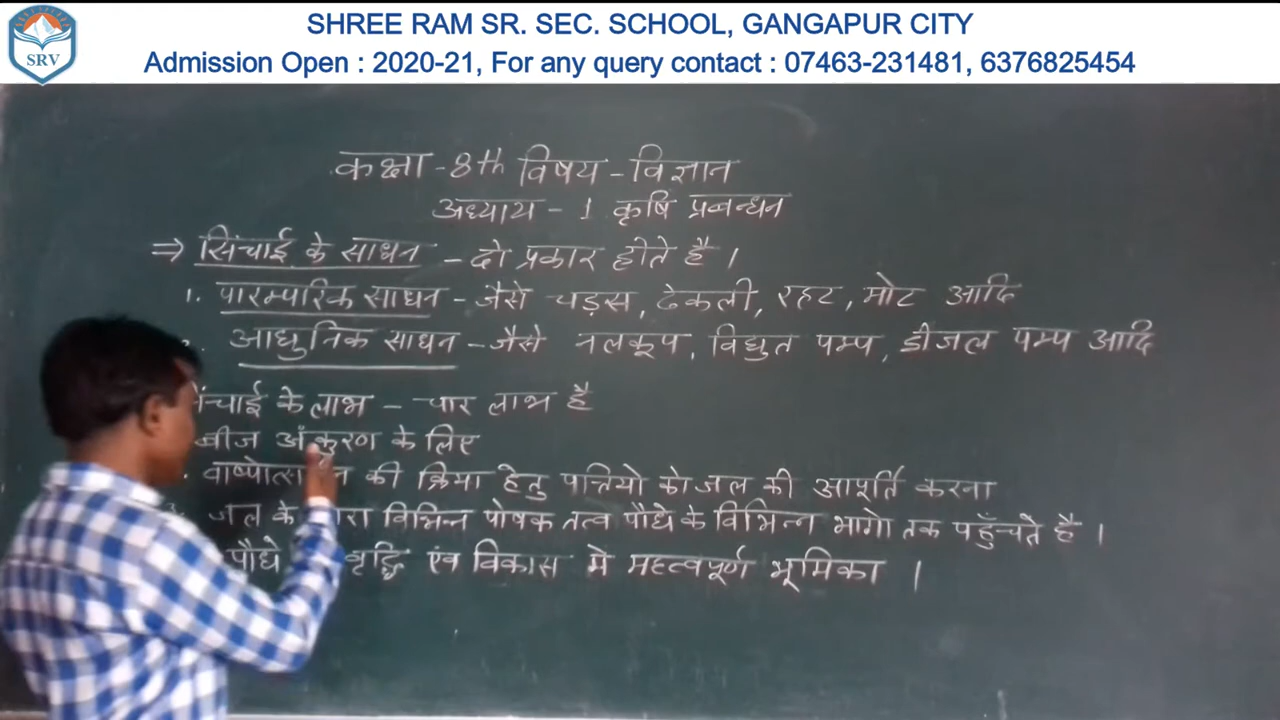 SHREE RAM SR. SEC. SCHOOL, GANGAPUR CITY
Admission Open : 2020-21, For any query contact : 07463-231481, 6376825454
SRV
कक्षा - 8th विषय - विज्ञान
अध्याय - 1 कृषि प्रबन्धन
⇒ सिंचाई के साधन - दो प्रकार होते है ।
1. पारम्परिक साधन - जैसे चड़स, ढेकली, रहट, मोट आदि
आधुनिक साधन - जैसे नलकूप, विद्युत पम्प, डीजल पम्प आदि
के लाभ - चार लाभ है
बीज अंकुरण के लिए
की क्रिया हेतु पत्तियो को जल की आपूर्ति करना
जल के विभिन्न पोषक तत्व पौधे के विभिन्न भागो तक पहुँचते है ।
पौधे वृद्धि एंव विकास मे महत्वपूर्ण भूमिका ।